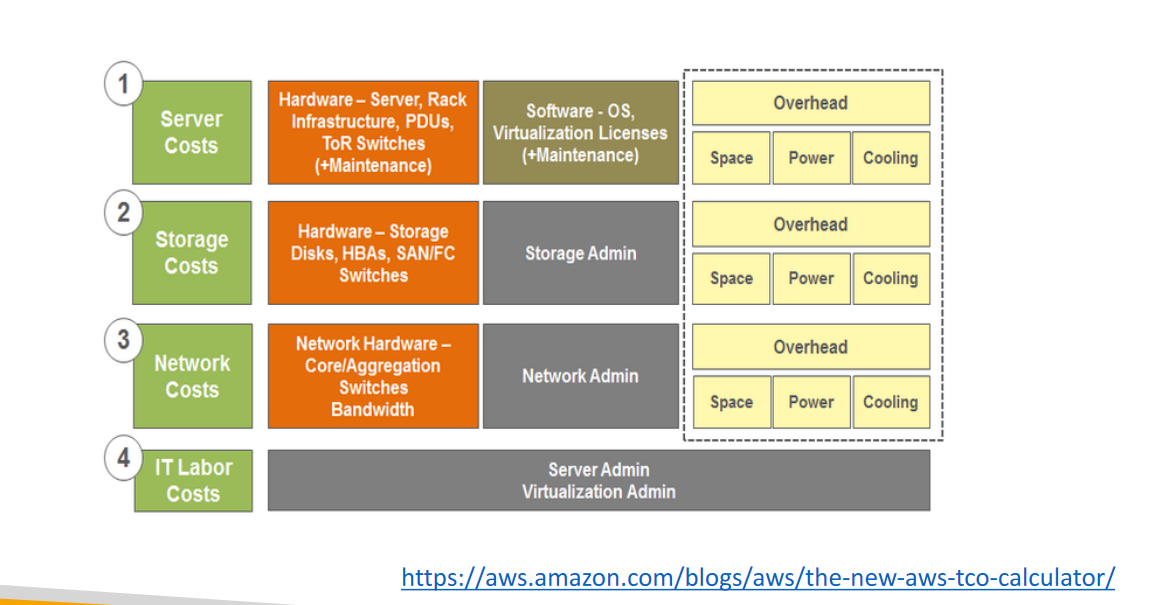 1
Server
Costs
Hardware – Server, Rack
Infrastructure, PDUs,
ToR Switches
(+Maintenance)
Software - OS,
Virtualization Licenses
(+Maintenance)
Overhead
Space
Power
Cooling
2
Storage
Costs
Hardware – Storage
Disks, HBAs, SAN/FC
Switches
Storage Admin
Overhead
Space
Power
Cooling
3
Network
Costs
Network Hardware –
Core/Aggregation
Switches
Bandwidth
Network Admin
Overhead
Space
Power
Cooling
4
IT Labor
Costs
Server Admin
Virtualization Admin
https://aws.amazon.com/blogs/aws/the-new-aws-tco-calculator/